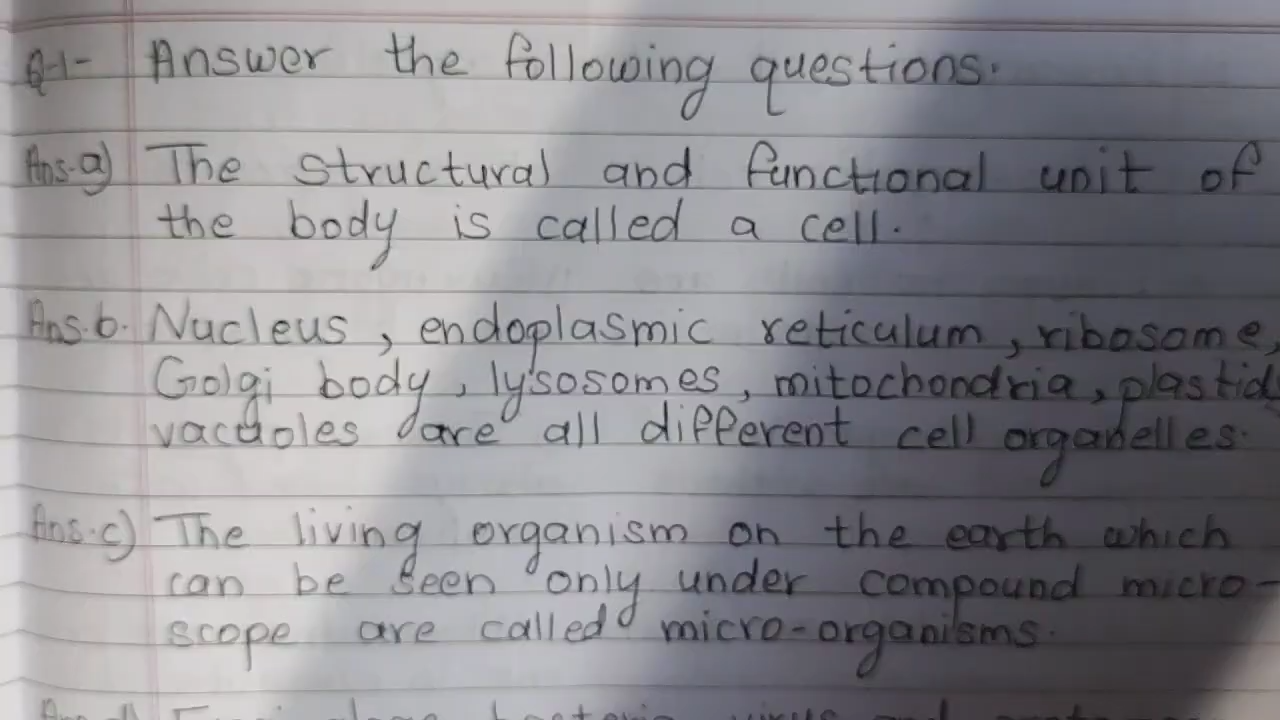 Q-1- Answer the following questions.
Ans.a) The structural and functional unit of
the body is called a cell.
Ans.b. Nucleus, endoplasmic reticulum, ribosome,
Golgi body, lysosomes, mitochondria, plastid
vacuoles are all different cell organelles.
Ans.c) The living organism on the earth which
can be seen only under compound micro-
scope are called micro-organisms.